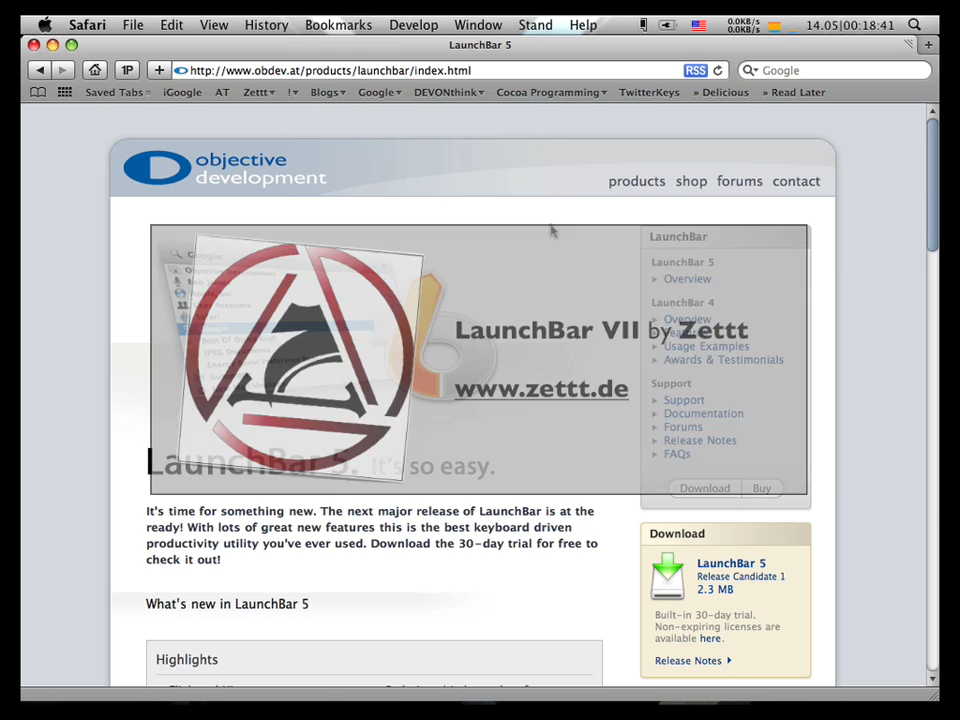 Safari File Edit View History Bookmarks Develop Window Stand Help 0.0KB/s 0.0KB/s 14.05|00:18:41
LaunchBar 5
1P + http://www.obdev.at/products/launchbar/index.html RSS Google
Saved Tabs iGoogle AT Zettt !▾ Blogs Google DEVONthink Cocoa Programming TwitterKeys » Delicious » Read Later
objective
development
products shop forums contact
LaunchBar
LaunchBar 5
Overview
LaunchBar 4
Overview
Usage Examples
Awards & Testimonials
Support
Support
Documentation
Forums
Release Notes
FAQs
Download Buy
Google
LaunchBar VII by Zettt
www.zettt.de
LaunchBar 5. It's so easy.
It's time for something new. The next major release of LaunchBar is at the
ready! With lots of great new features this is the best keyboard driven
productivity utility you've ever used. Download the 30-day trial for free to
check it out!
What's new in LaunchBar 5
Highlights
Download
LaunchBar 5
Release Candidate 1
2.3 MB
Built-in 30-day trial.
Non-expiring licenses are
available here.
Release Notes